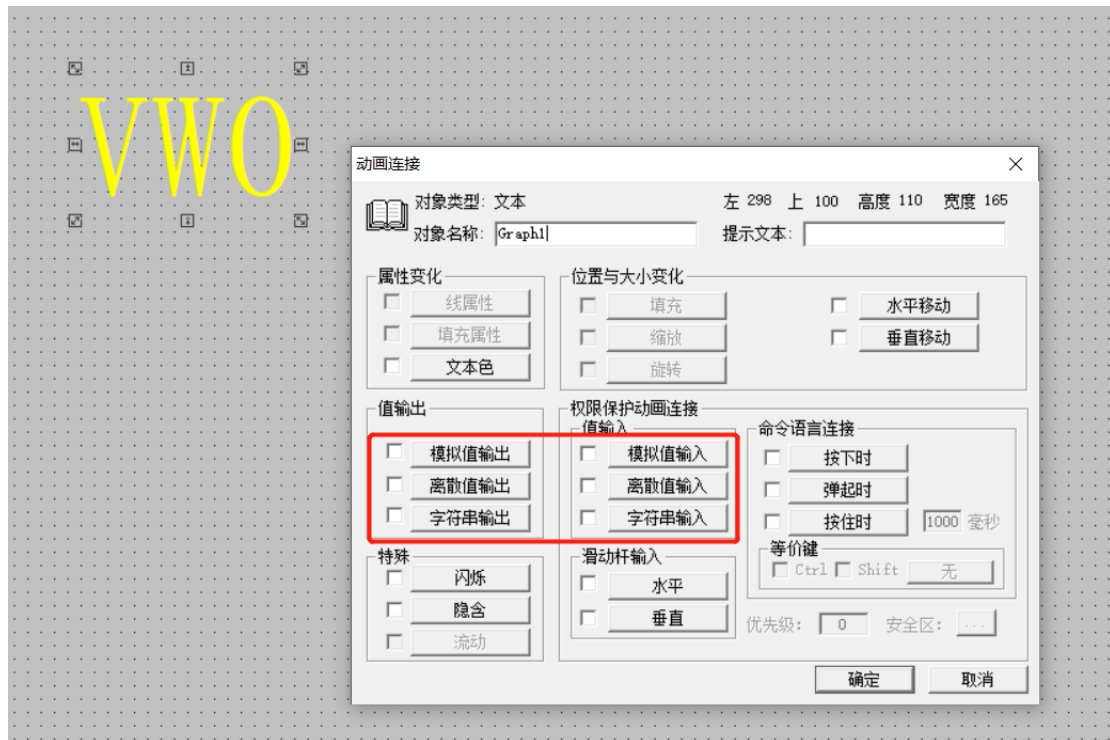 VWO
动画连接
对象类型: 文本 左 298 上 100 高度 110 宽度 165
对象名称: Graph1 提示文本:
属性变化 位置与大小变化
线属性 填充 水平移动
填充属性 缩放 垂直移动
文本色 旋转
值输出 权限保护动画连接
值输入 命令语言连接
模拟值输出 模拟值输入 按下时
离散值输出 离散值输入 弹起时
字符串输出 字符串输入 按住时 1000 毫秒
特殊 滑动杆输入 等价键
闪烁 水平 Ctrl Shift 无
隐含 垂直 优先级: 0 安全区: ...
流动
确定 取消